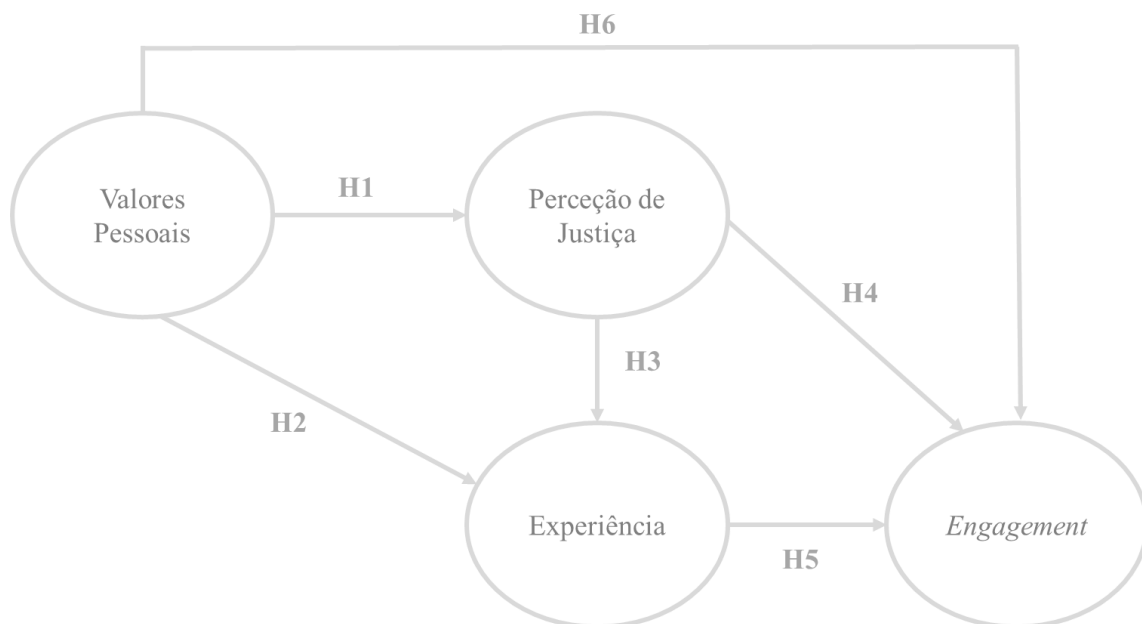 H6
Valores
Pessoais
H1
Perceção de
Justiça
H4
H3
H2
Experiência
H5
Engagement